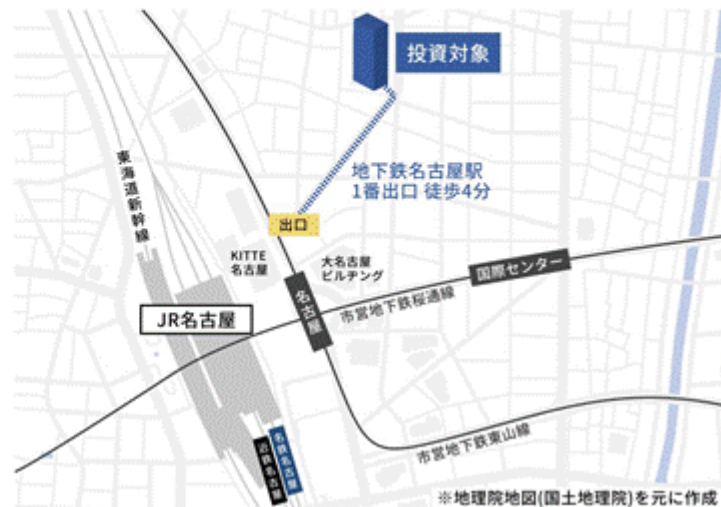 投資対象
地下鉄名古屋駅
1番出口 徒歩4分
東海道新幹線
出口
KITTE
名古屋
大名古屋
ビルヂング
国際センター
名古屋
市営地下鉄桜通線
JR名古屋
市営地下鉄東山線
近鉄名古屋
名鉄名古屋
※地理院地図(国土地理院)を元に作成